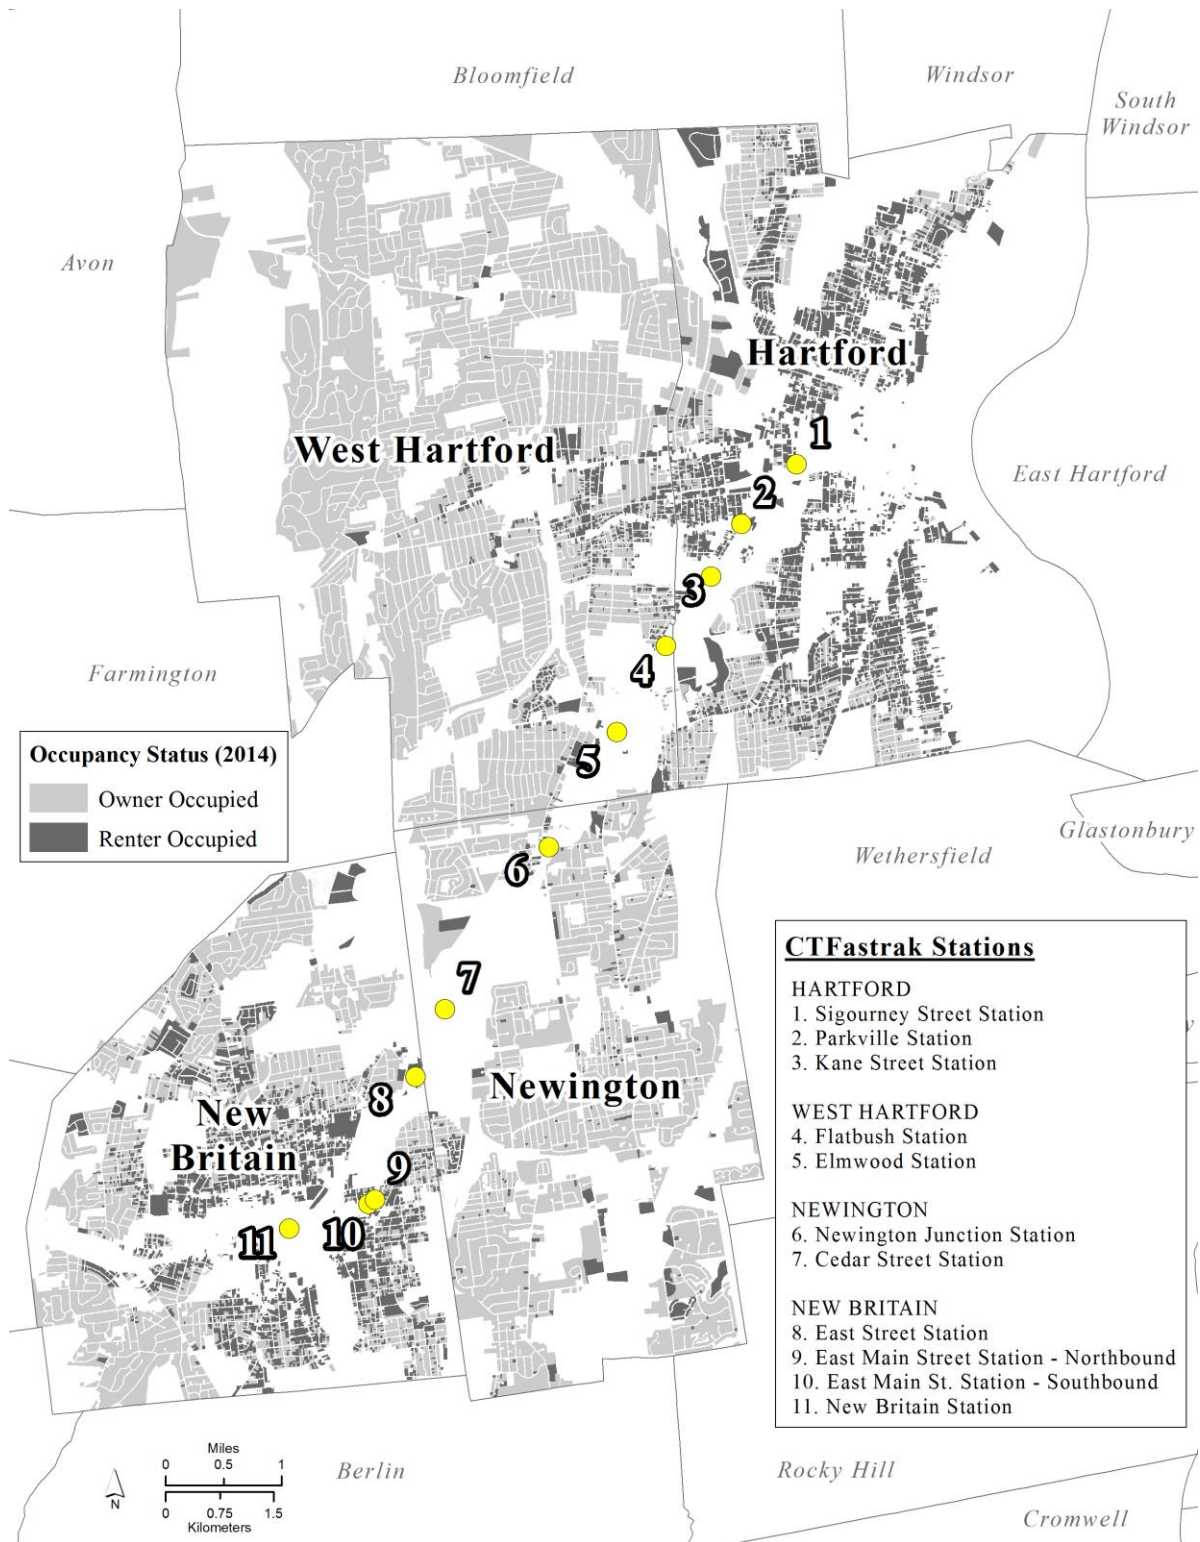 Bloomfield
Windsor
South
Windsor
Avon
Hartford
West Hartford
1
East Hartford
2
3
4
Farmington
5
Occupancy Status (2014)
Owner Occupied
Renter Occupied
Glastonbury
Wethersfield
6
7
CTFastrak Stations
HARTFORD
1. Sigourney Street Station
2. Parkville Station
3. Kane Street Station
WEST HARTFORD
4. Flatbush Station
5. Elmwood Station
NEWINGTON
6. Newington Junction Station
7. Cedar Street Station
NEW BRITAIN
8. East Street Station
9. East Main Street Station - Northbound
10. East Main St. Station - Southbound
11. New Britain Station
y
Newington
8
New
Britain
9
10
11
Miles
0 0.5 1
N
0 0.75 1.5
Kilometers
Berlin
Rocky Hill
Cromwell